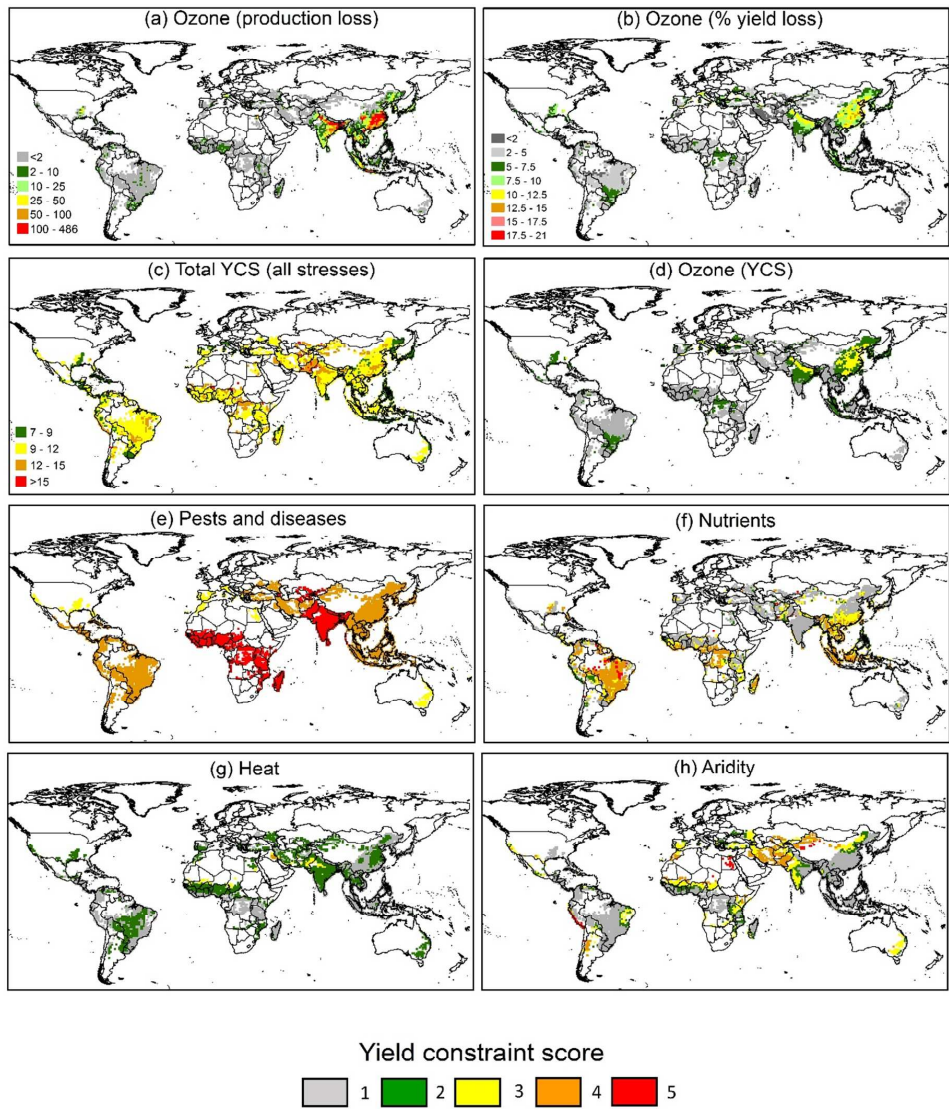 (a) Ozone (production loss)
<2
2 - 10
10 - 25
25 - 50
50 - 100
100 - 486
(b) Ozone (% yield loss)
<2
2 - 5
5 - 7.5
7.5 - 10
10 - 12.5
12.5 - 15
15 - 17.5
17.5 - 21
(c) Total YCS (all stresses)
7 - 9
9 - 12
12 - 15
>15
(d) Ozone (YCS)
(e) Pests and diseases
(f) Nutrients
(g) Heat
(h) Aridity
Yield constraint score
1 2 3 4 5